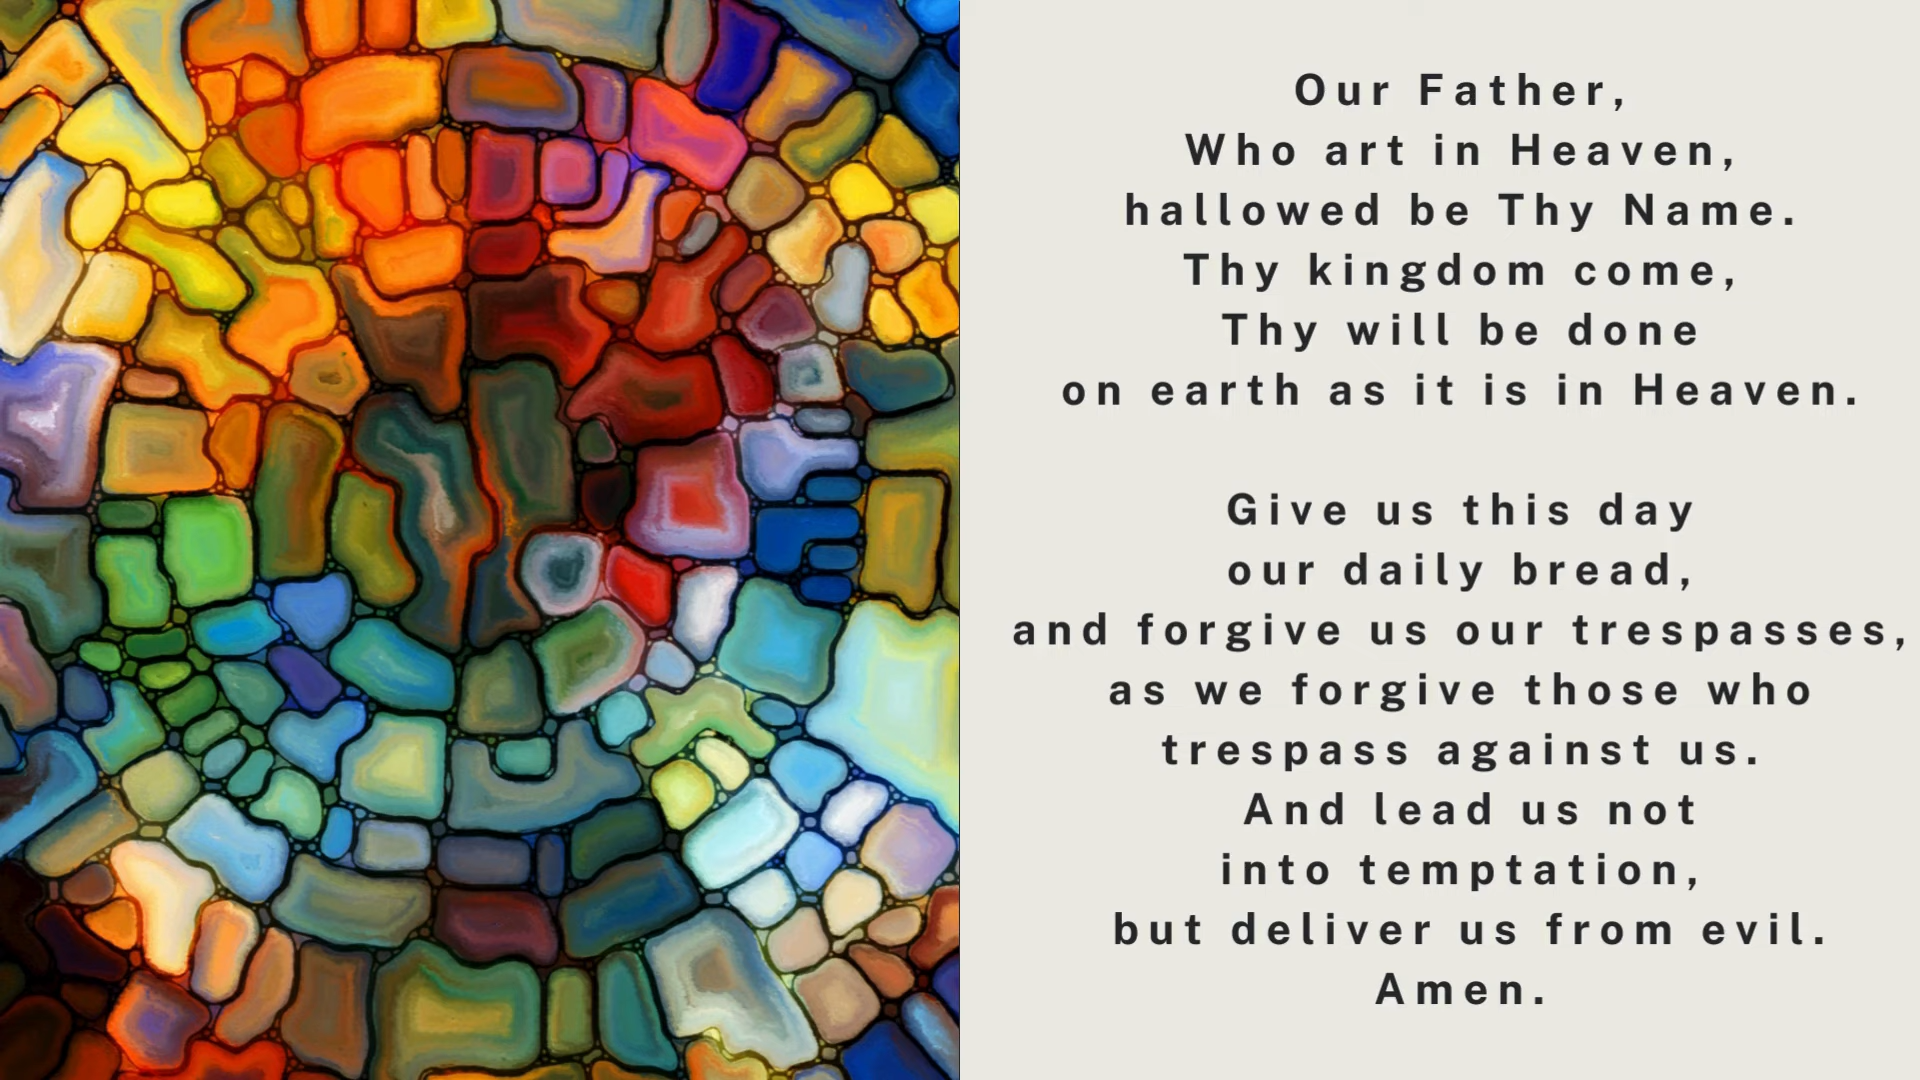 Our Father,
Who art in Heaven,
hallowed be Thy Name.
Thy kingdom come,
Thy will be done
on earth as it is in Heaven.
Give us this day
our daily bread,
and forgive us our trespasses,
as we forgive those who
trespass against us.
And lead us not
into temptation,
but deliver us from evil.
Amen.